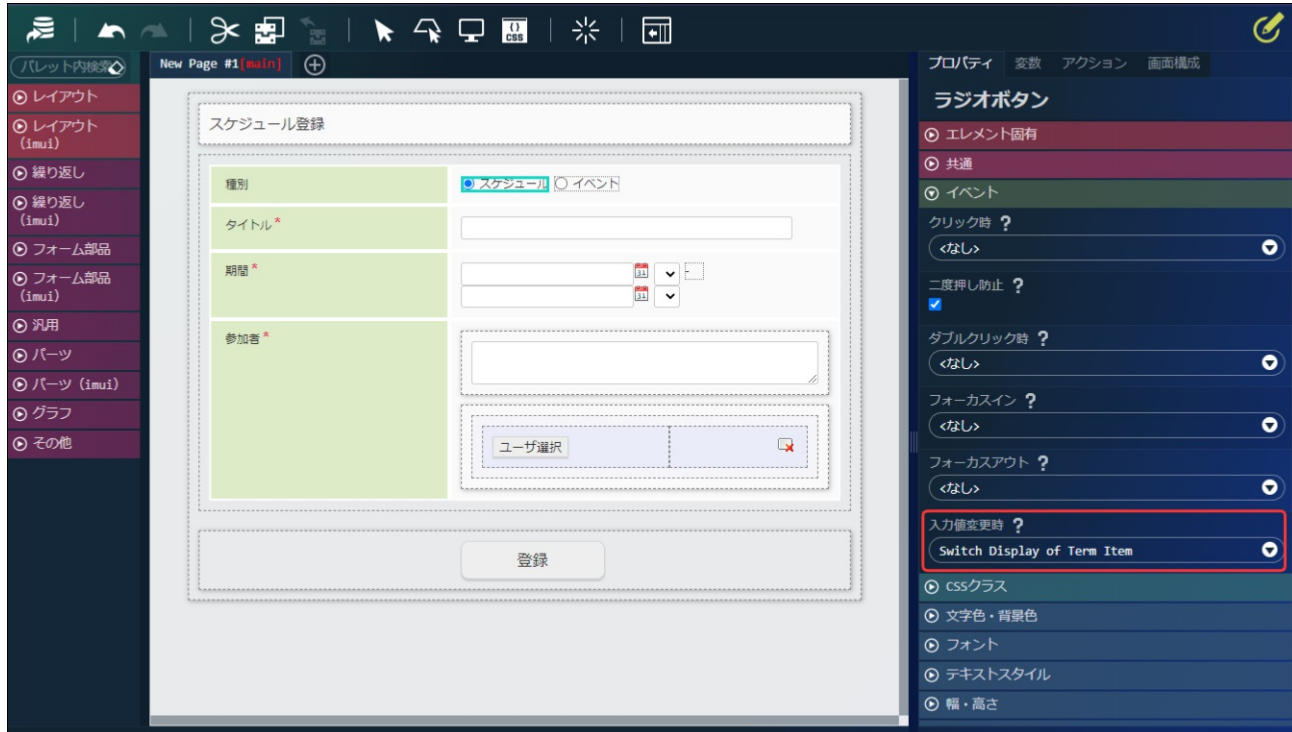 {} CSS
パレット内検索
レイアウト
レイアウト
(imui)
繰り返し
繰り返し
(imui)
フォーム部品
フォーム部品
(imui)
汎用
パーツ
パーツ (imui)
グラフ
その他
New Page #1[main]
スケジュール登録
種別
スケジュール イベント
タイトル*
期間*
31 -
31
参加者*
ユーザ選択
登録
プロパティ 変数 アクション 画面構成
ラジオボタン
エレメント固有
共通
イベント
クリック時 ?
<なし>
二度押し防止 ?
ダブルクリック時 ?
<なし>
フォーカスイン ?
<なし>
フォーカスアウト ?
<なし>
入力値変更時 ?
Switch Display of Term Item
CSSクラス
文字色・背景色
フォント
テキストスタイル
幅・高さ